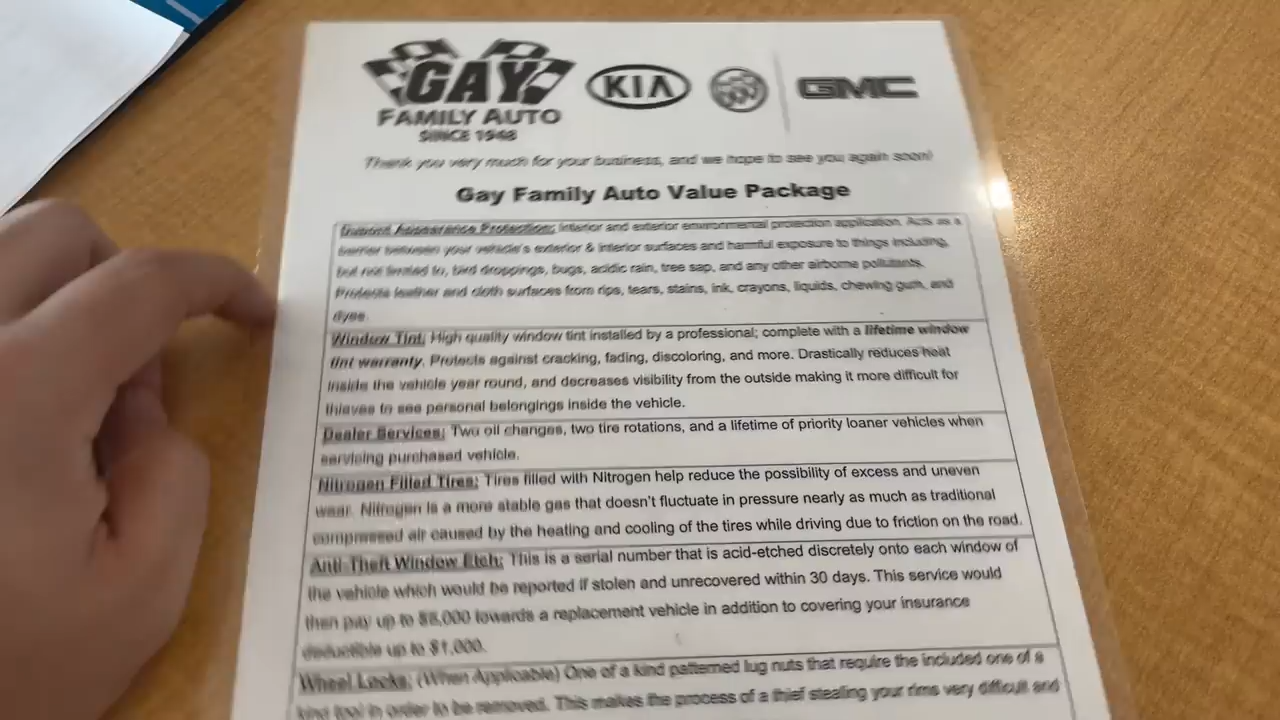 GAY
FAMILY AUTO
SINCE 1948
KIA
GMC
Thank you very much for your business, and we hope to see you again soon!
Gay Family Auto Value Package
Appearance Protection: Interior and exterior environmental protection application. Acts as a
barrier between your vehicle's exterior & interior surfaces and harmful exposure to things including,
but not limited to, bird droppings, bugs, acidic rain, tree sap, and any other airborne pollutants.
Protects leather and cloth surfaces from rips, tears, stains, ink, crayons, liquids, chewing gum, and
dyes.
Window Tint: High quality window tint installed by a professional; complete with a lifetime window
tint warranty. Protects against cracking, fading, discoloring, and more. Drastically reduces heat
inside the vehicle year round, and decreases visibility from the outside making it more difficult for
thieves to see personal belongings inside the vehicle.
Dealer Services: Two oil changes, two tire rotations, and a lifetime of priority loaner vehicles when
servicing purchased vehicle.
Nitrogen Filled Tires: Tires filled with Nitrogen help reduce the possibility of excess and uneven
wear. Nitrogen is a more stable gas that doesn't fluctuate in pressure nearly as much as traditional
compressed air caused by the heating and cooling of the tires while driving due to friction on the road.
Anti-Theft Window Etch: This is a serial number that is acid-etched discretely onto each window of
the vehicle which would be reported if stolen and unrecovered within 30 days. This service would
then pay up to $8,000 towards a replacement vehicle in addition to covering your insurance
deductible up to $1,000.
Wheel Locks: (When Applicable) One of a kind patterned lug nuts that require the included one of a
kind tool in order to be removed. This makes the process of a thief stealing your rims very difficult and